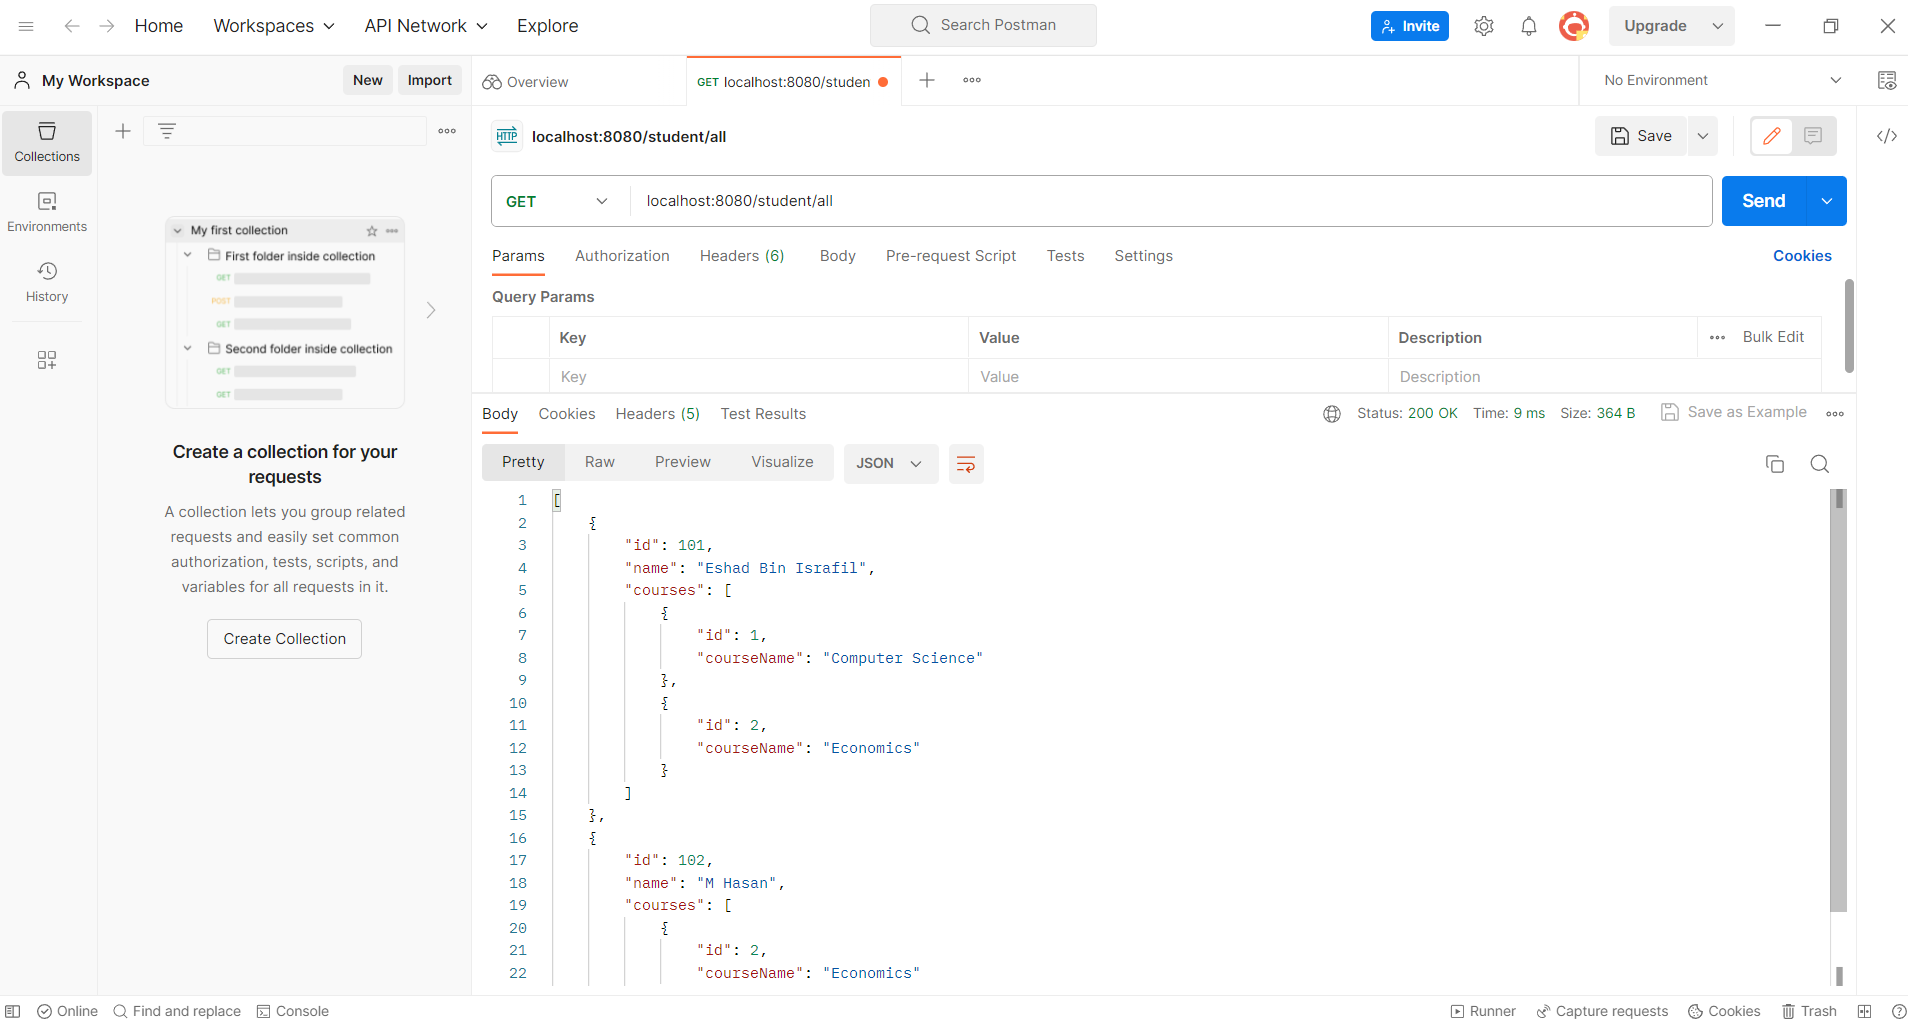 Home Workspaces API Network Explore Search Postman Invite Upgrade
My Workspace New Import Overview GET localhost:8080/studen No Environment
Collections
Environments
History
My first collection
First folder inside collection
GET
POST
GET
Second folder inside collection
GET
GET
Create a collection for your
requests
A collection lets you group related
requests and easily set common
authorization, tests, scripts, and
variables for all requests in it.
Create Collection
HTTP localhost:8080/student/all Save
GET localhost:8080/student/all Send
Params Authorization Headers (6) Body Pre-request Script Tests Settings Cookies
Query Params
Key Value Description Bulk Edit
Key Value Description
Body Cookies Headers (5) Test Results Status: 200 OK Time: 9 ms Size: 364 B Save as Example
Pretty Raw Preview Visualize JSON
1 [
2 {
3 "id": 101,
4 "name": "Eshad Bin Israfil",
5 "courses": [
6 {
7 "id": 1,
8 "courseName": "Computer Science"
9 },
10 {
11 "id": 2,
12 "courseName": "Economics"
13 }
14 ]
15 },
16 {
17 "id": 102,
18 "name": "M Hasan",
19 "courses": [
20 {
21 "id": 2,
22 "courseName": "Economics"
Online Find and replace Console Runner Capture requests Cookies Trash